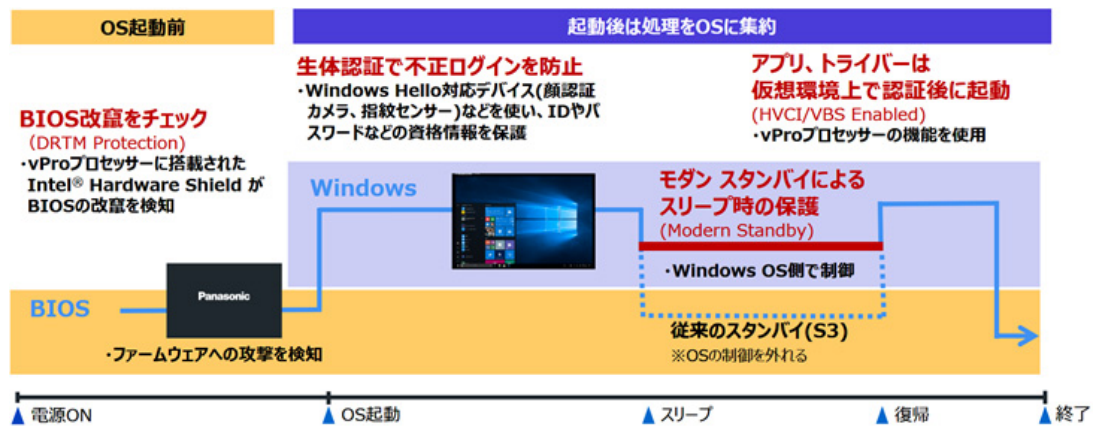 OS起動前
起動後は処理をOSに集約
BIOS改竄をチェック
(DRTM Protection)
・vProプロセッサーに搭載された
Intel® Hardware Shield が
BIOSの改竄を検知
生体認証で不正ログインを防止
・Windows Hello対応デバイス(顔認証
カメラ、指紋センサー)などを使い、IDやパ
スワードなどの資格情報を保護
アプリ、トライバーは
仮想環境上で認証後に起動
(HVCI/VBS Enabled)
・vProプロセッサーの機能を使用
Windows
モダン スタンバイによる
スリープ時の保護
(Modern Standby)
・Windows OS側で制御
BIOS
Panasonic
・ファームウェアへの攻撃を検知
従来のスタンバイ(S3)
※OSの制御を外れる
電源ON
OS起動
スリープ
復帰
終了